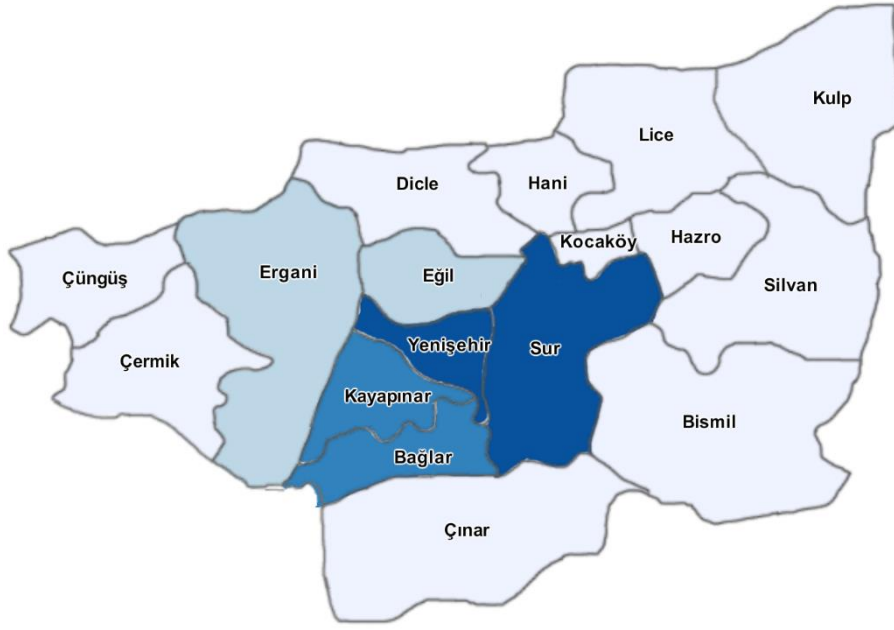 Kulp
Lice
Dicle
Hani
Kocaköy
Hazro
Çüngüş
Ergani
Eğil
Silvan
Çermik
Yenişehir
Sur
Kayapınar
Bismil
Bağlar
Çınar